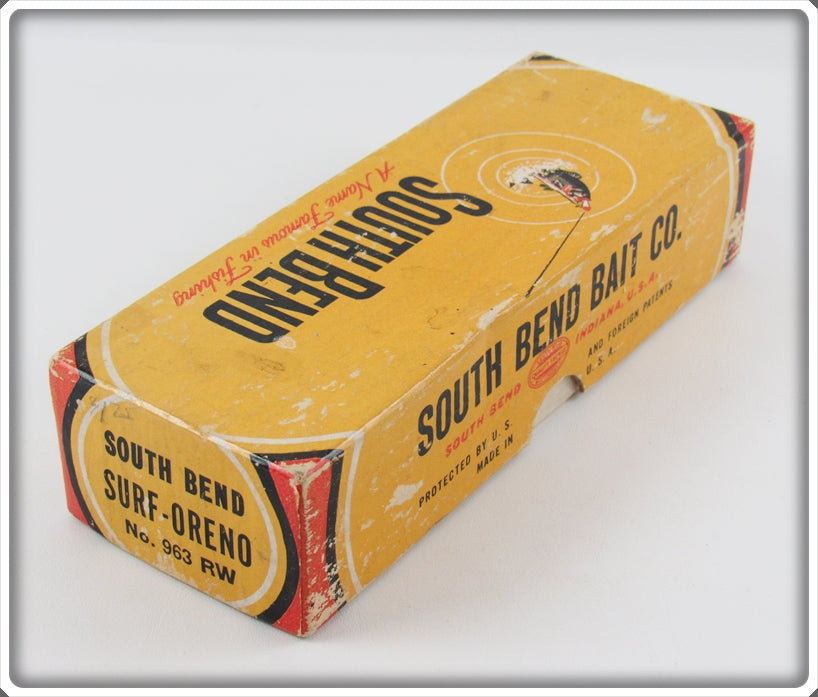 SOUTH BEND
A Name Famous in Fishing
SOUTH BEND BAIT CO.
SOUTH BEND INDIANA, U.S.A.
PROTECTED BY U. S. AND FOREIGN PATENTS
MADE IN U. S. A.
SOUTH BEND
SURF-ORENO
No. 963 RW